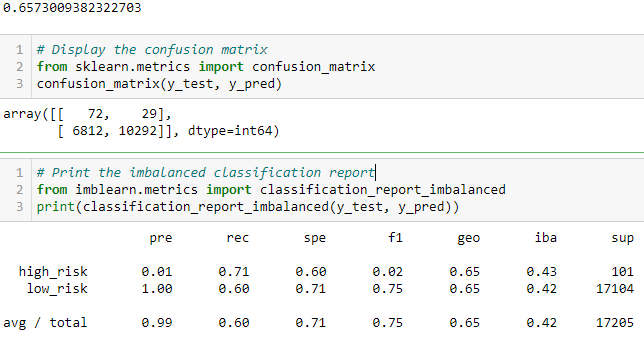 0.6573009382322703
1 # Display the confusion matrix
2 from sklearn.metrics import confusion_matrix
3 confusion_matrix(y_test, y_pred)
array([[   72,    29],
       [ 6812, 10292]], dtype=int64)
1 # Print the imbalanced classification report
2 from imblearn.metrics import classification_report_imbalanced
3 print(classification_report_imbalanced(y_test, y_pred))
                   pre       rec       spe        f1       geo       iba       sup
  high_risk       0.01      0.71      0.60      0.02      0.65      0.43       101
   low_risk       1.00      0.60      0.71      0.75      0.65      0.42     17104
avg / total       0.99      0.60      0.71      0.75      0.65      0.42     17205